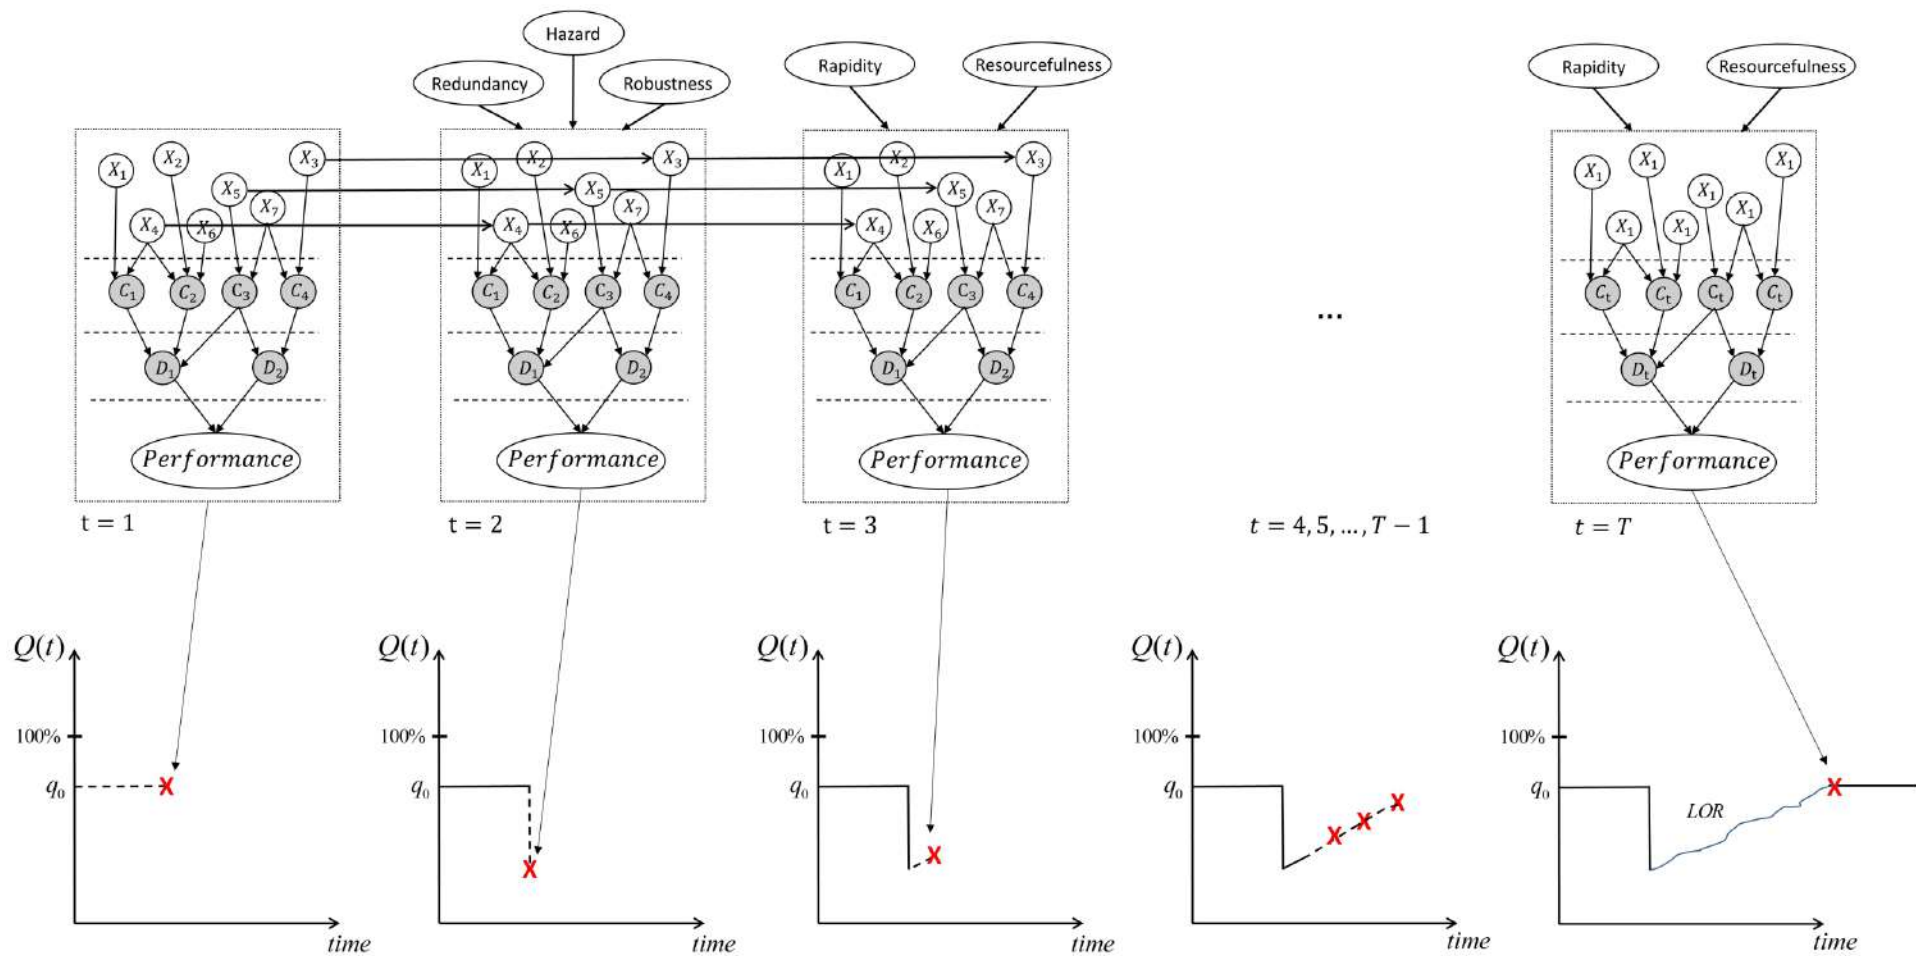 Hazard
Redundancy
Robustness
Rapidity
Resourcefulness
Rapidity
Resourcefulness
X₁ X₂ X₃ X₅ X₇ X₄ X₆
C₁ C₂ C₃ C₄
D₁ D₂
Performance
t = 1
X₁ X₂ X₃ X₅ X₇ X₄ X₆
C₁ C₂ C₃ C₄
D₁ D₂
Performance
t = 2
X₁ X₂ X₃ X₅ X₇ X₄ X₆
C₁ C₂ C₃ C₄
D₁ D₂
Performance
t = 3
...
t = 4, 5, ..., T − 1
X₁ X₁ X₁ X₁ X₁ X₁ X₁
Cₜ Cₜ Cₜ Cₜ
Dₜ Dₜ
Performance
t = T
Q(t)
100%
q₀
X
time
Q(t)
100%
q₀
X
time
Q(t)
100%
q₀
X
time
Q(t)
100%
q₀
X X X
time
Q(t)
100%
q₀
LOR
X
time